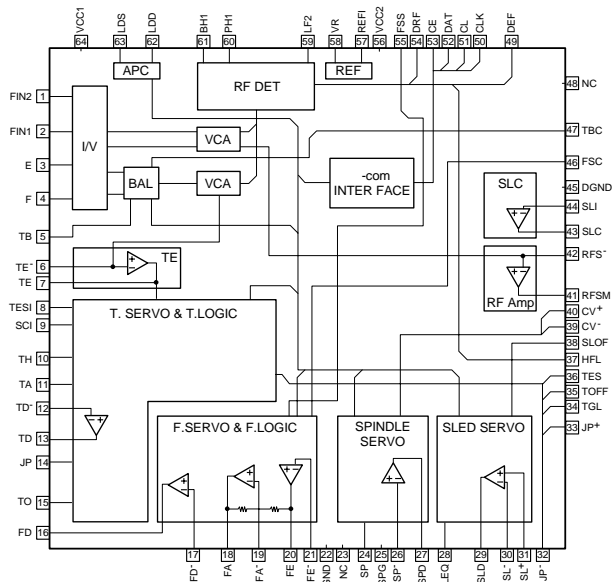 VCC1
LDS
LDD
BH1
PH1
LF2
VR
REFI
VCC2
FSS
DRF
CE
DAT
CL
CLK
DEF
64
63
62
61
60
59
58
57
56
55
54
53
52
51
50
49
APC
RF DET
REF
FIN2 1
FIN1 2
E 3
F 4
TB 5
TE- 6
TE 7
TESI 8
SCI 9
TH 10
TA 11
TD- 12
TD 13
JP 14
TO 15
FD 16
I/V
VCA
BAL
VCA
-com
INTER FACE
SLC
TE
RF Amp
T. SERVO & T.LOGIC
F.SERVO & F.LOGIC
SPINDLE
SERVO
SLED SERVO
48 NC
47 TBC
46 FSC
45 DGND
44 SLI
43 SLC
42 RFS-
41 RFSM
40 CV+
39 CV-
38 SLOF
37 HFL
36 TES
35 TOFF
34 TGL
33 JP+
17
18
19
20
21
22
23
24
25
26
27
28
29
30
31
32
FD-
FA
FA-
FE
FE-
GND
NC
SP
SPG
SP-
SPD
LEQ
SLD
SL-
SL+
JP-